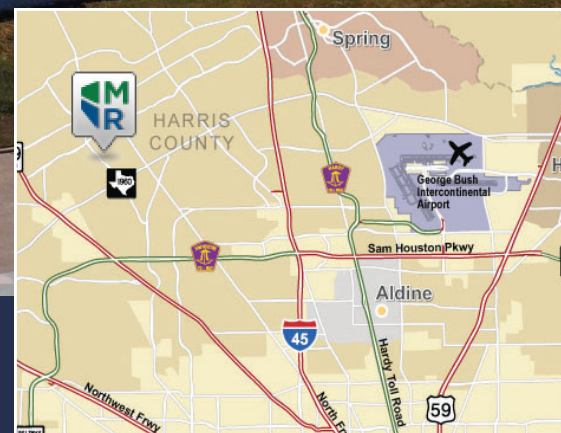 Spring
M
R
HARRIS
COUNTY
1960
George Bush
Intercontinental
Airport
Sam Houston Pkwy
Aldine
45
Hardy Toll Road
Northwest Frwy
North Fr
59